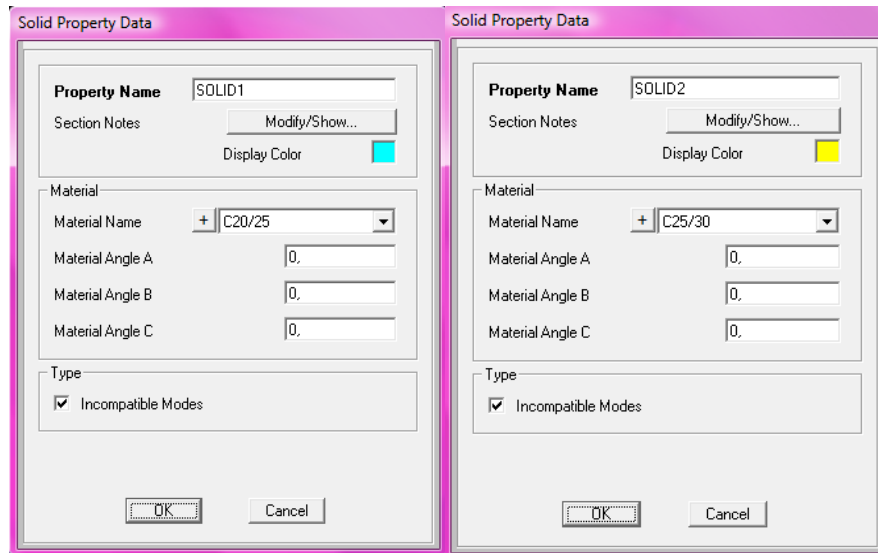 Solid Property Data
Property Name SOLID1
Section Notes Modify/Show...
Display Color
Material
Material Name + C20/25
Material Angle A 0,
Material Angle B 0,
Material Angle C 0,
Type
Incompatible Modes
OK Cancel
Solid Property Data
Property Name SOLID2
Section Notes Modify/Show...
Display Color
Material
Material Name + C25/30
Material Angle A 0,
Material Angle B 0,
Material Angle C 0,
Type
Incompatible Modes
OK Cancel